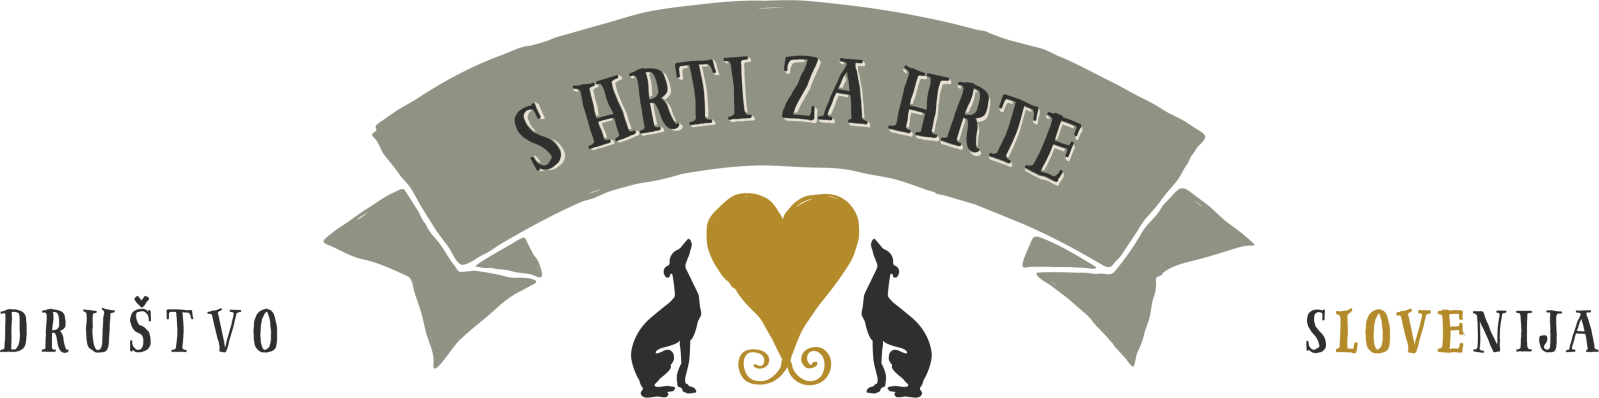 S HRTI ZA HRTE
DRUŠTVO
SLOVENIJA